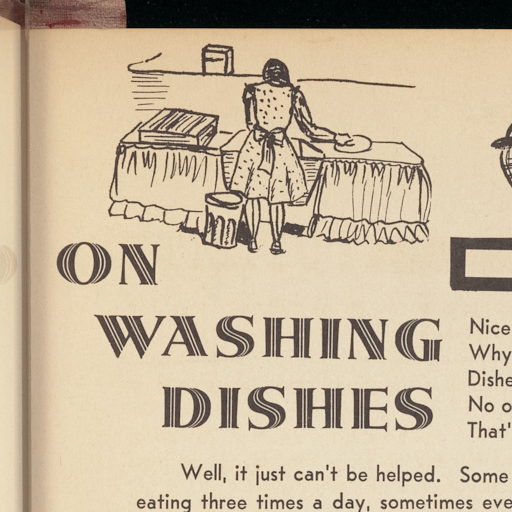 ON
WASHING
DISHES
Nice
Why
Dishe
No o
That'
Well, it just can't be helped. Some
eating three times a day, sometimes eve